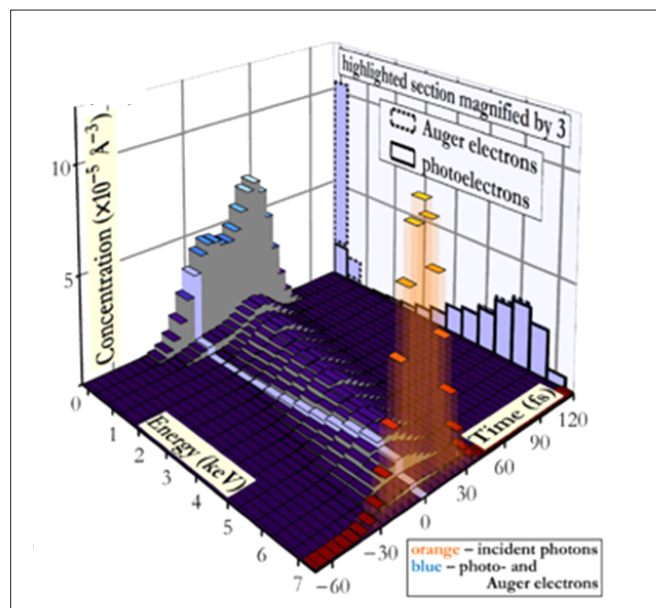 highlighted section magnified by 3
Auger electrons
photoelectrons
Concentration (×10⁻⁵ Å⁻³)
10
5
0
1
2
3
4
5
6
7
Energy (keV)
−60
−30
0
30
60
90
120
Time (fs)
orange – incident photons
blue – photo- and
Auger electrons